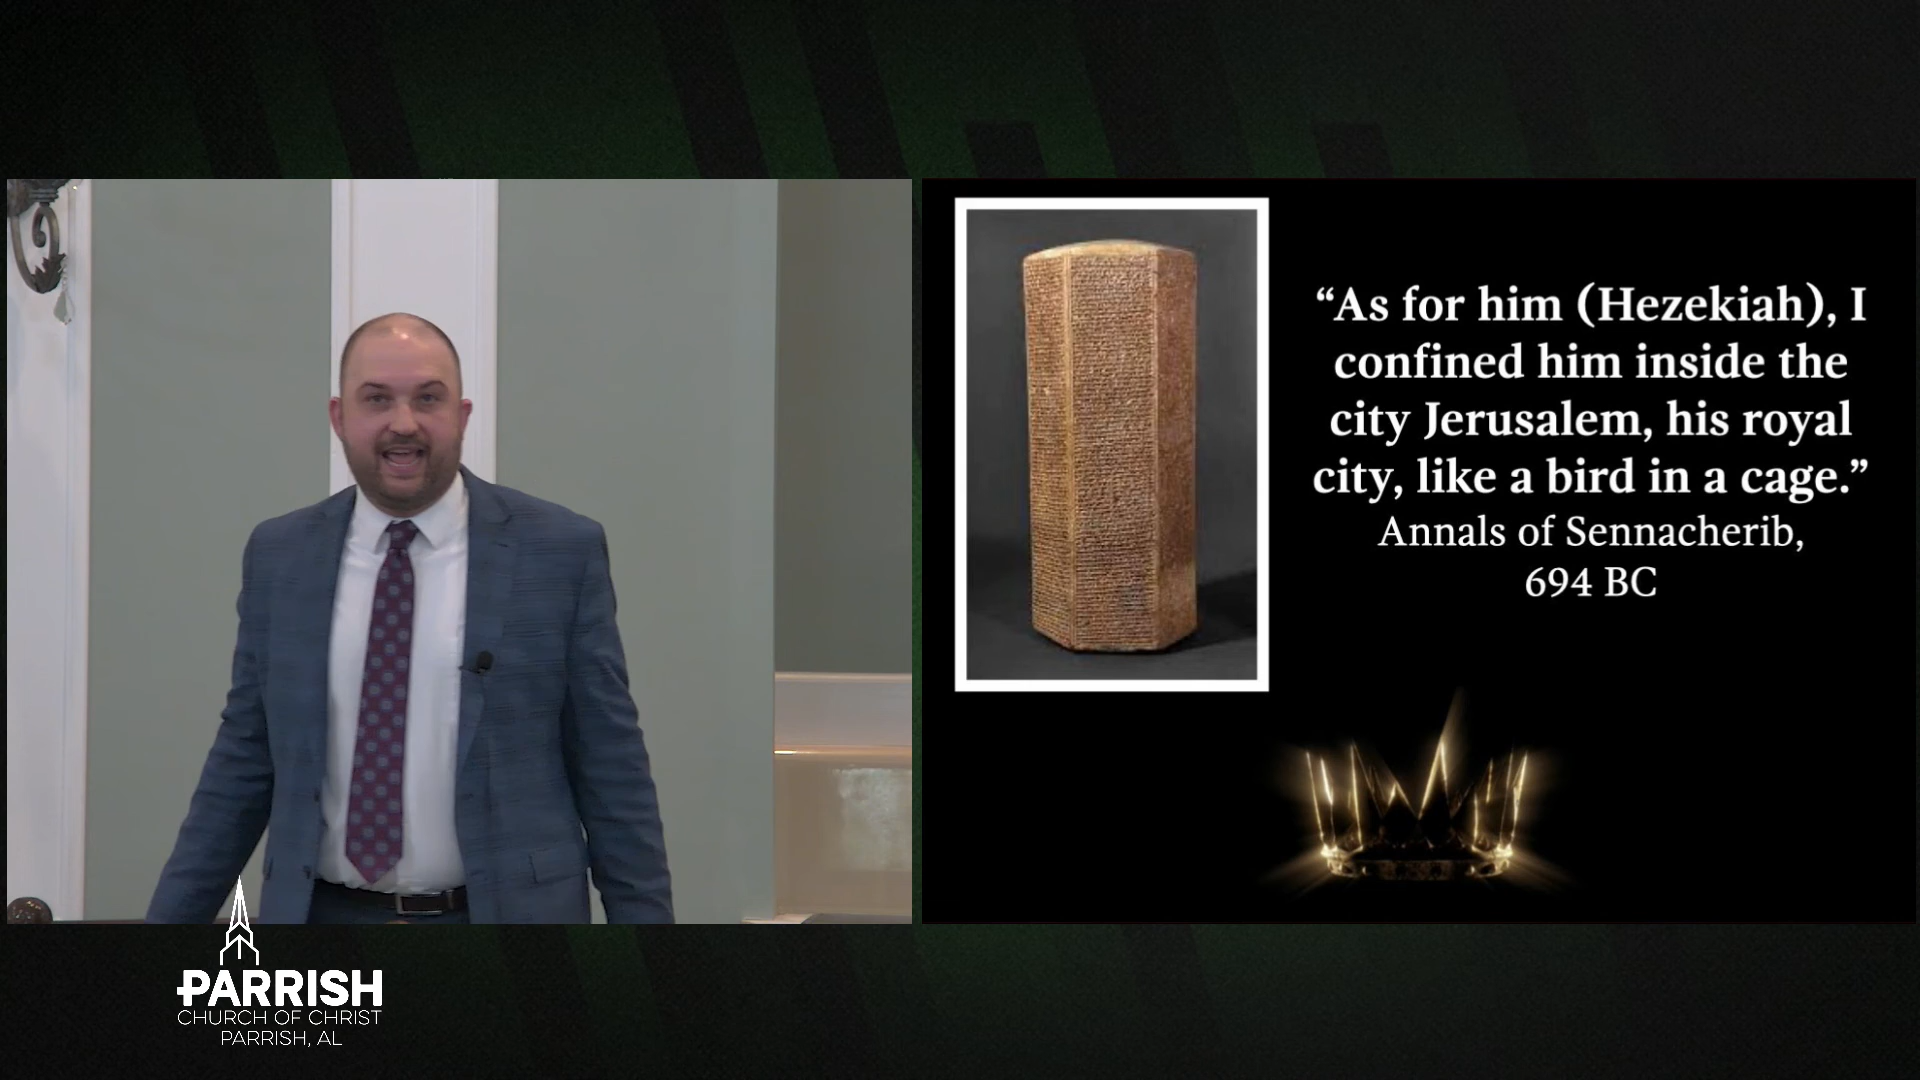 “As for him (Hezekiah), I
confined him inside the
city Jerusalem, his royal
city, like a bird in a cage.”
Annals of Sennacherib,
694 BC
PARRISH
CHURCH OF CHRIST
PARRISH, AL